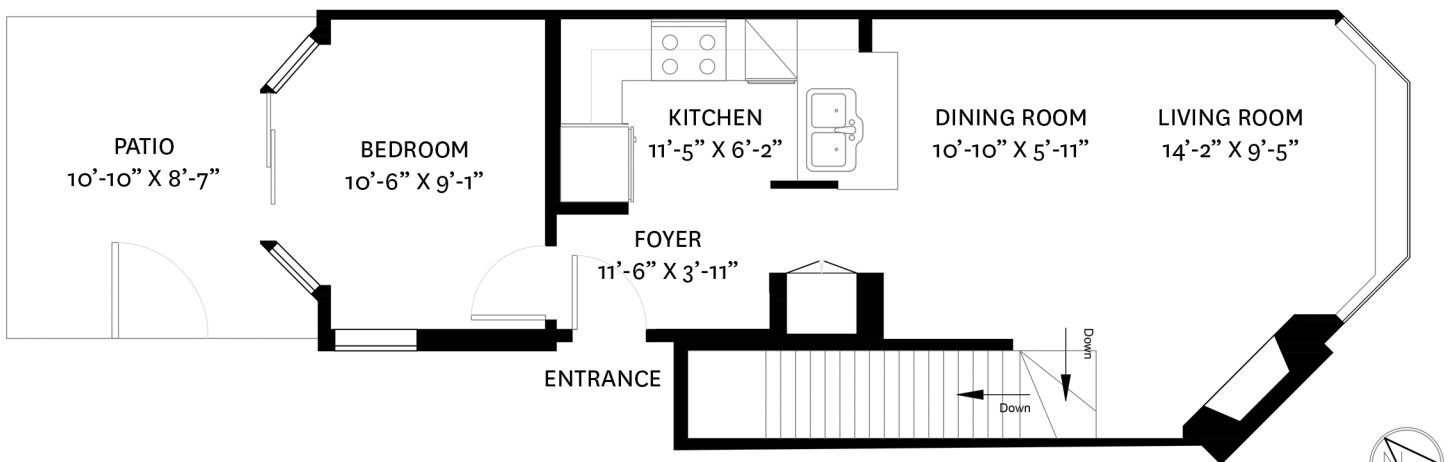 PATIO
10’-10” X 8’-7”
BEDROOM
10’-6” X 9’-1”
KITCHEN
11’-5” X 6’-2”
DINING ROOM
10’-10” X 5’-11”
LIVING ROOM
14’-2” X 9’-5”
FOYER
11’-6” X 3’-11”
ENTRANCE
Down
Down
N